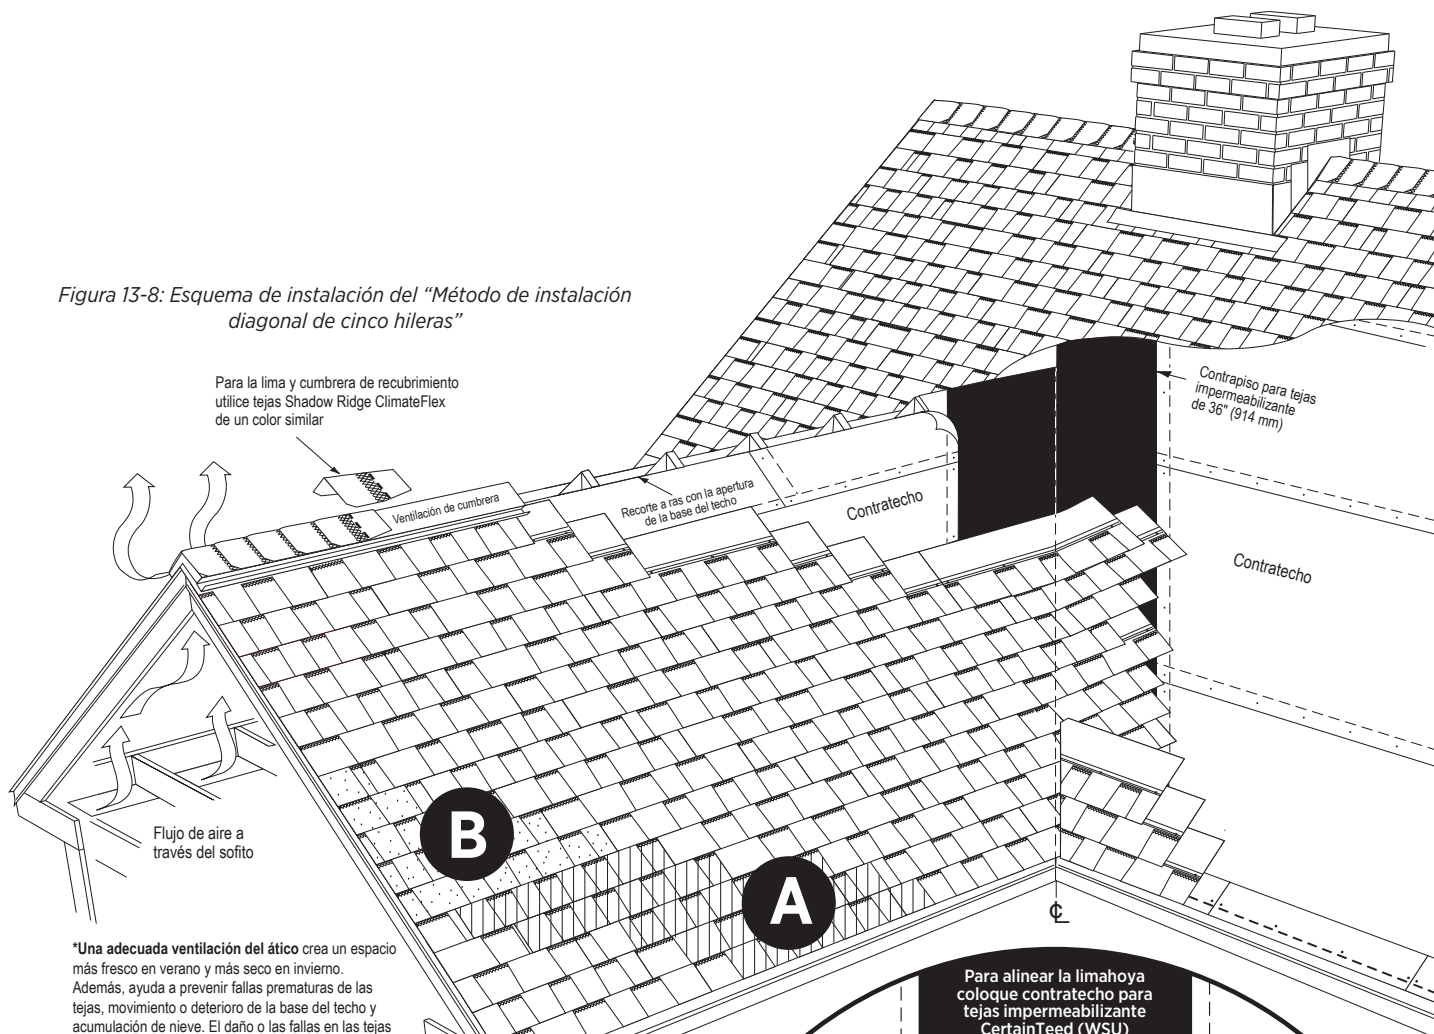 Figura 13-8: Esquema de instalación del “Método de instalación
diagonal de cinco hileras”
Para la lima y cumbrera de recubrimiento
utilice tejas Shadow Ridge ClimateFlex
de un color similar
Contrapiso para tejas
impermeabilizante
de 36" (914 mm)
Ventilación de cumbrera
Recorte a ras con la apertura
de la base del techo
Contratecho
Contratecho
Flujo de aire a
través del sofito
B
A
℄
*Una adecuada ventilación del ático crea un espacio
más fresco en verano y más seco en invierno.
Además, ayuda a prevenir fallas prematuras de las
tejas, movimiento o deterioro de la base del techo y
acumulación de nieve. El daño o las fallas en las tejas
Para alinear la limahoya
coloque contratecho para
tejas impermeabilizante
CertainTeed (WSU)